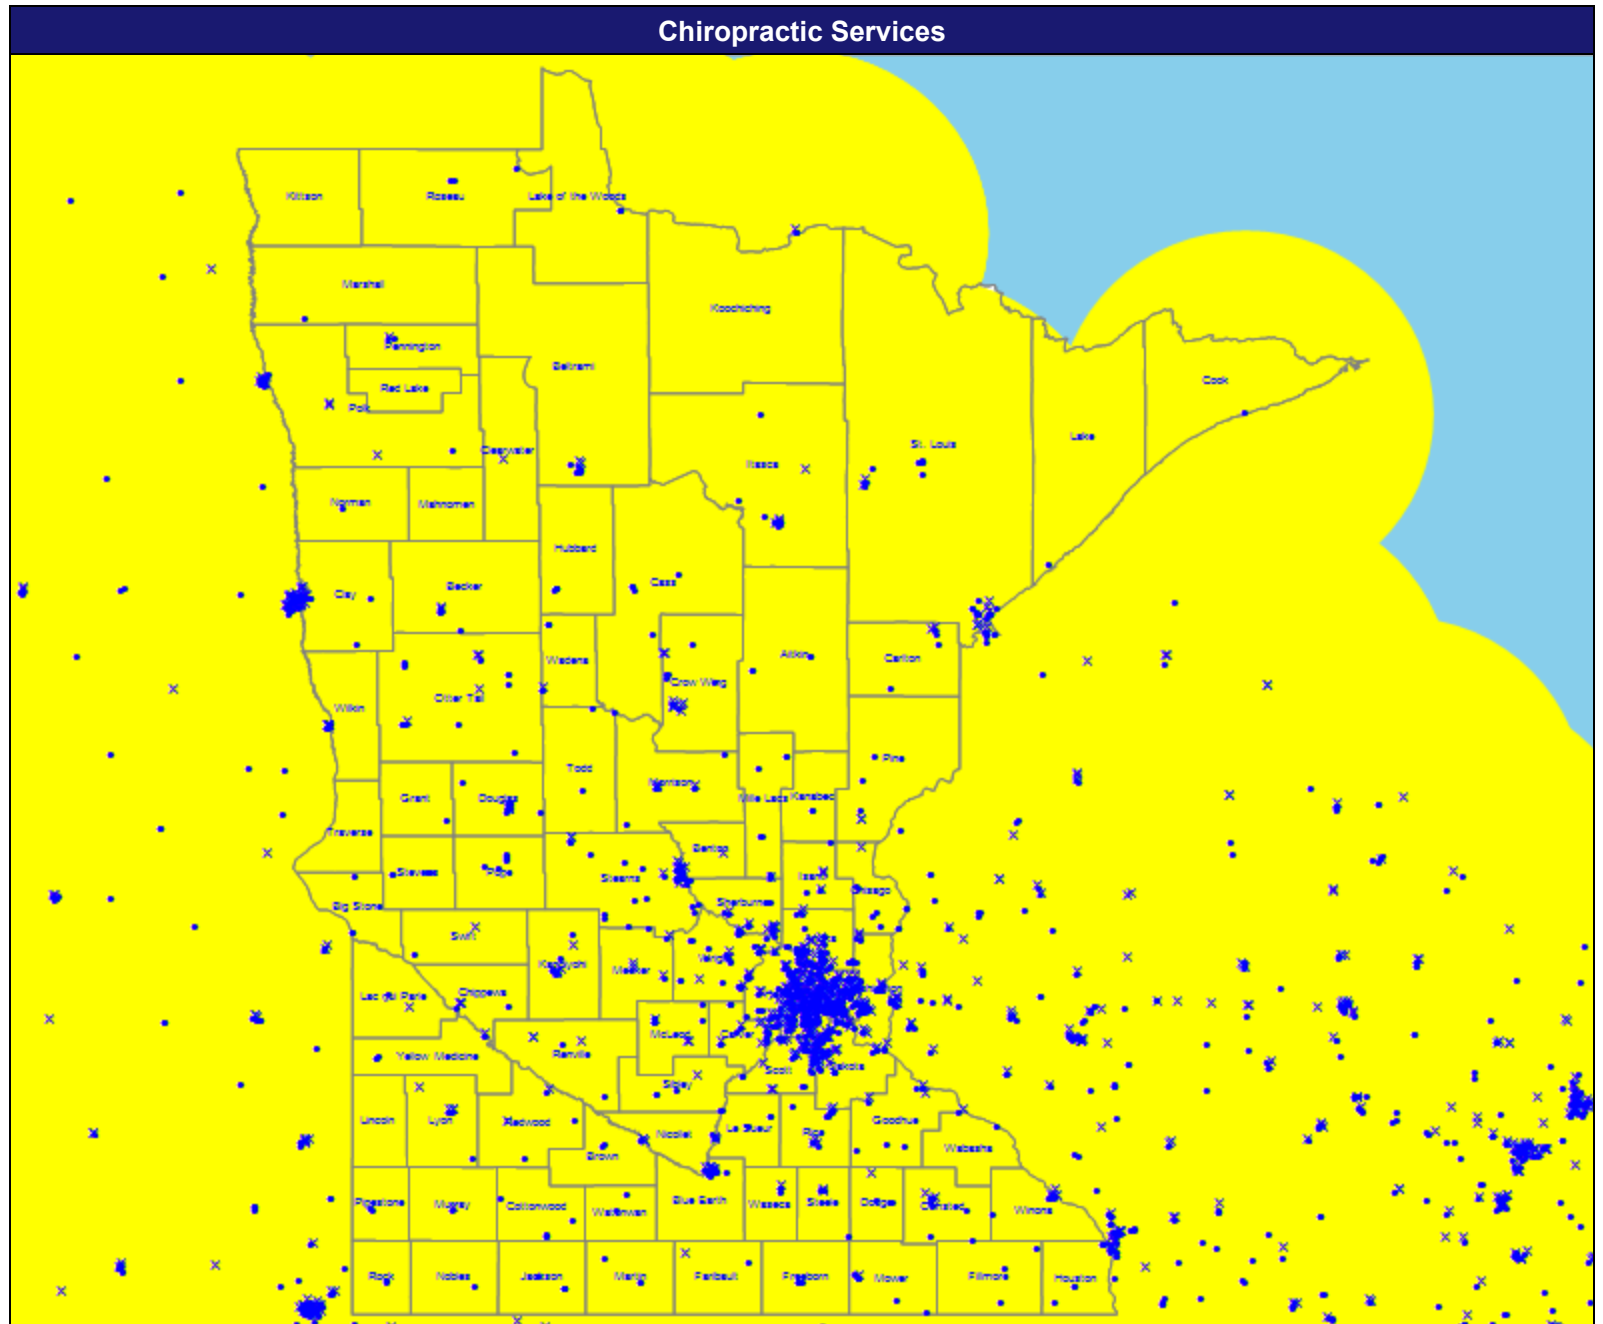 Chiropractic Services
Kittson
Roseau
Lake of the Woods
Marshall
Koochiching
Pennington
Beltrami
Red Lake
Polk
Cook
Lake
St. Louis
Clearwater
Itasca
Norman
Mahnomen
Hubbard
Cass
Becker
Clay
Aitkin
Carlton
Wadena
Crow Wing
Otter Tail
Wilkin
Pine
Todd
Morrison
Mille Lacs
Kanabec
Grant
Douglas
Traverse
Benton
Stevens
Pope
Stearns
Isanti
Chisago
Big Stone
Sherburne
Swift
Kandiyohi
Meeker
Wright
Lac qui Parle
Chippewa
McLeod
Carver
Yellow Medicine
Renville
Scott
Dakota
Sibley
Lincoln
Lyon
Redwood
Nicollet
Le Sueur
Rice
Goodhue
Brown
Wabasha
Pipestone
Murray
Cottonwood
Watonwan
Blue Earth
Waseca
Steele
Dodge
Olmsted
Winona
Rock
Nobles
Jackson
Martin
Faribault
Freeborn
Mower
Fillmore
Houston